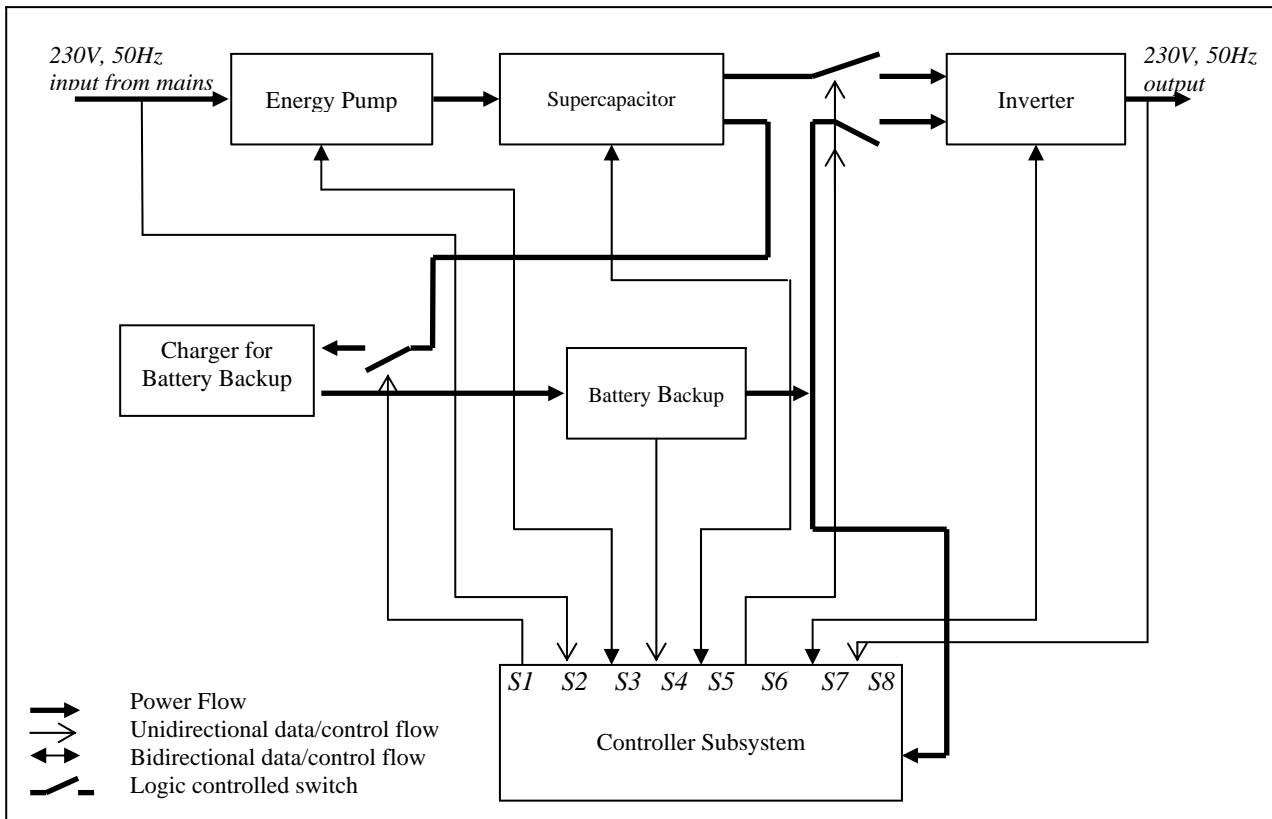 230V, 50Hz
input from mains
Energy Pump
Supercapacitor
Inverter
230V, 50Hz
output
Charger for
Battery Backup
Battery Backup
S1 S2 S3 S4 S5 S6 S7 S8
Controller Subsystem
Power Flow
Unidirectional data/control flow
Bidirectional data/control flow
Logic controlled switch